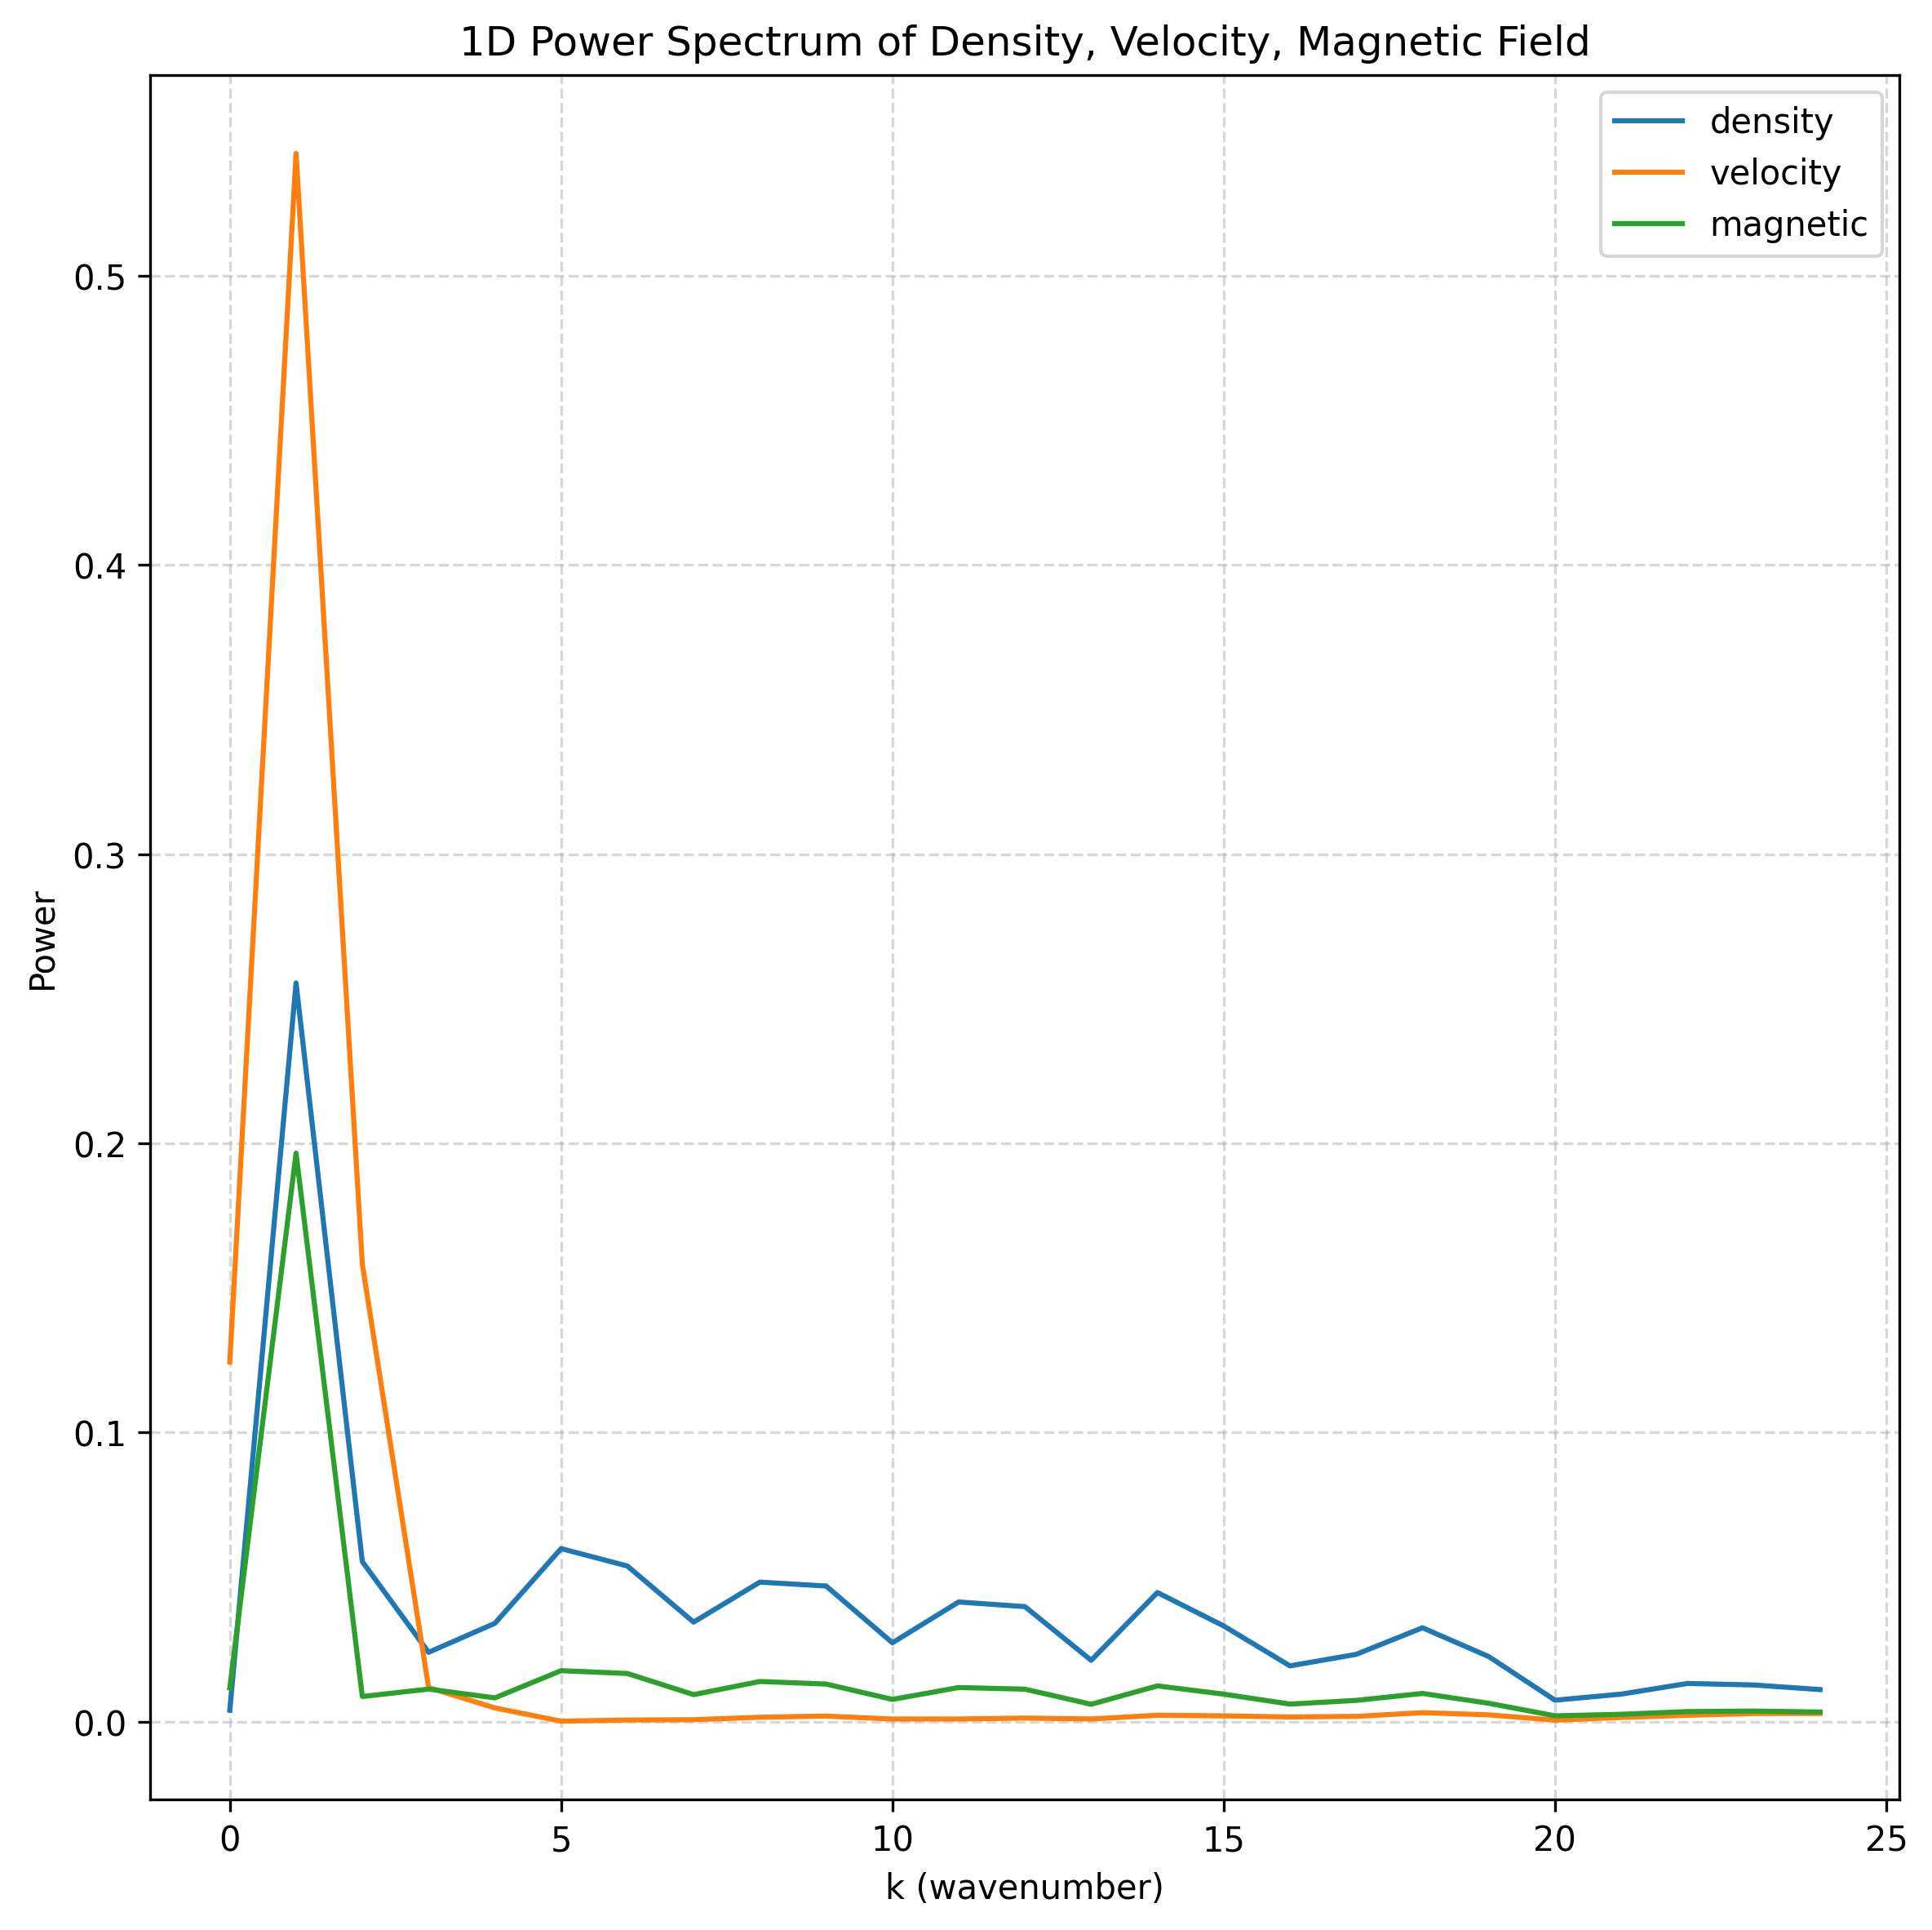 1D Power Spectrum of Density, Velocity, Magnetic Field
density
velocity
magnetic
0.5
0.4
0.3
0.2
0.1
0.0
Power
0 5 10 15 20 25
k (wavenumber)